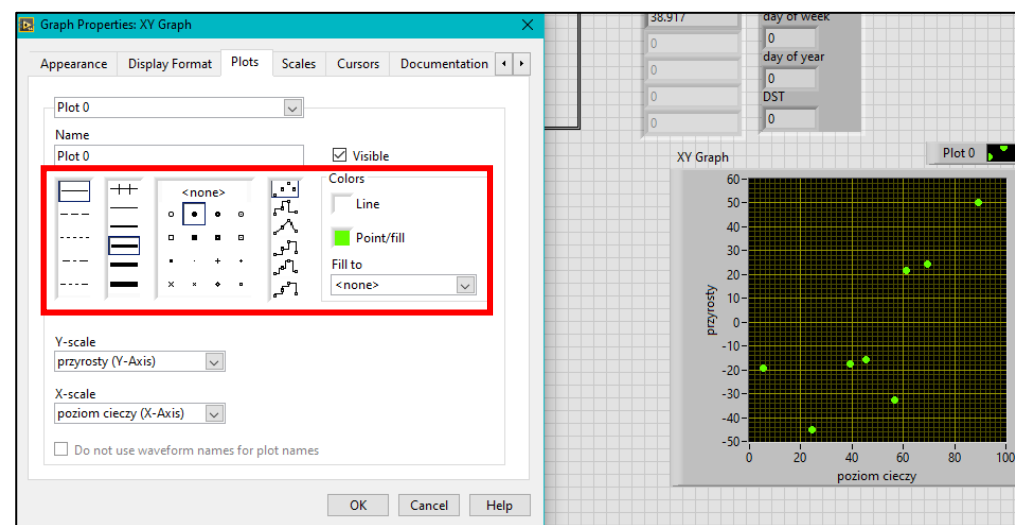 Graph Properties: XY Graph
Appearance Display Format Plots Scales Cursors Documentation
Plot 0
Name
Plot 0
Visible
<none>
Colors
Line
Point/fill
Fill to
<none>
Y-scale
przyrosty (Y-Axis)
X-scale
poziom cieczy (X-Axis)
Do not use waveform names for plot names
OK Cancel Help
38.917
0
0
0
0
day of week
0
day of year
0
DST
0
XY Graph
Plot 0
60
50
40
30
20
10
0
-10
-20
-30
-40
-50
przyrosty
0 20 40 60 80 100
poziom cieczy